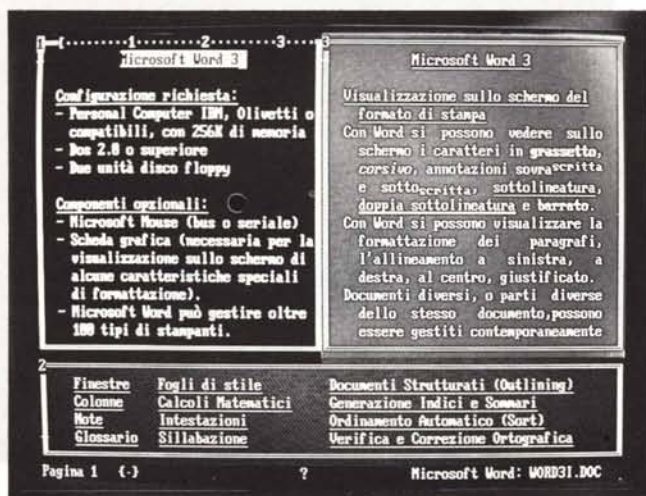 1 [·········1·········2·········3····
Microsoft Word 3
Configurazione richiesta:
- Personal Computer IBM, Olivetti o
compatibili, con 256K di memoria
- Dos 2.0 o superiore
- Due unità disco floppy
Componenti opzionali:
- Microsoft Mouse (bus o seriale)
- Scheda grafica (necessaria per la
visualizzazione sullo schermo di
alcune caratteristiche speciali
di formattazione).
- Microsoft Word può gestire oltre
100 tipi di stampanti.
3
Microsoft Word 3
Visualizzazione sullo schermo del
formato di stampa
Con Word si possono vedere sullo
schermo i caratteri in grassetto,
corsivo, annotazioni sovrascritta
e sottoscritta, sottolineatura,
doppia sottolineatura e barrato.
Con Word si possono visualizzare la
formattazione dei paragrafi,
l'allineamento a sinistra, a
destra, al centro, giustificato.
Documenti diversi, o parti diverse
dello stesso documento,possono
essere gestiti contemporaneamente
2
Finestre Fogli di stile Documenti Strutturati (Outlining)
Colonne Calcoli Matematici Generazione Indici e Sommari
Note Intestazioni Ordinamento Automatico (Sort)
Glossario Sillabazione Verifica e Correzione Ortografica
Pagina 1 {·} ? Microsoft Word: WORD3I.DOC